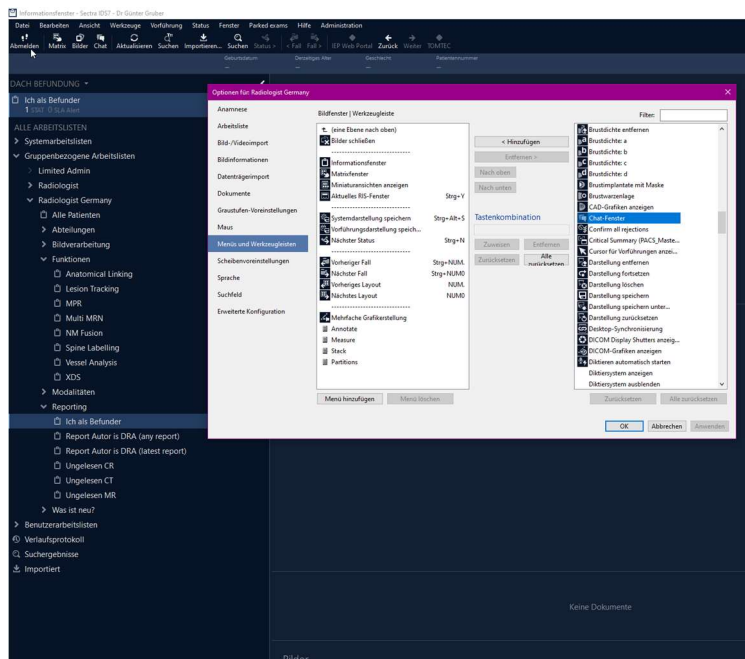 Informationsfenster - Sectra IDS7 - Dr Günter Gruber
Datei Bearbeiten Ansicht Werkzeuge Vorführung Status Fenster Parked exams Hilfe Administration
Abmelden Matrix Bilder Chat Aktualisieren Suchen Importieren... Suchen Status > < Fall Fall > IEP Web Portal Zurück Weiter TOMTEC
Geburtsdatum Derzeitiges Alter Geschlecht Patientennummer
DACH BEFUNDUNG
Ich als Befunder
1 STAT 0 SLA Alert
ALLE ARBEITSLISTEN
Systemarbeitslisten
Gruppenbezogene Arbeitslisten
Limited Admin
Radiologist
Radiologist Germany
Alle Patienten
Abteilungen
Bildverarbeitung
Funktionen
Anatomical Linking
Lesion Tracking
MPR
Multi MRN
NM Fusion
Spine Labelling
Vessel Analysis
XDS
Modalitäten
Reporting
Ich als Befunder
Report Autor is DRA (any report)
Report Autor is DRA (latest report)
Ungelesen CR
Ungelesen CT
Ungelesen MR
Was ist neu?
Benutzerarbeitslisten
Verlaufsprotokoll
Suchergebnisse
Importiert
Optionen für Radiologist Germany
Anamnese
Arbeitsliste
Bild-/Videoimport
Bildinformationen
Datenträgerimport
Dokumente
Graustufen-Voreinstellungen
Maus
Menüs und Werkzeugleisten
Scheibenvoreinstellungen
Sprache
Suchfeld
Erweiterte Konfiguration
Bildfenster | Werkzeugleiste
(eine Ebene nach oben)
Bilder schließen
Informationsfenster
Matrixfenster
Miniaturansichten anzeigen
Aktuelles RIS-Fenster Strg+Y
Systemdarstellung speichern Strg+Alt+S
Vorführungsdarstellung speich...
Nächster Status Strg+N
Vorheriger Fall Strg+NUM.
Nächster Fall Strg+NUM0
Vorheriges Layout NUM.
Nächstes Layout NUM0
Mehrfache Grafikerstellung
Annotate
Measure
Stack
Partitions
Menü hinzufügen Menü löschen
< Hinzufügen
Entfernen >
Nach oben
Nach unten
Tastenkombination
Zuweisen Entfernen
Zurücksetzen Alle zurücksetzen
Filter:
Brustdichte entfernen
Brustdichte: a
Brustdichte: b
Brustdichte: c
Brustdichte: d
Brustimplantate mit Maske
Brustwarzenlage
CAD-Grafiken anzeigen
Chat-Fenster
Confirm all rejections
Critical Summary (PACS_Maste...
Cursor für Vorführungen anzei...
Darstellung entfernen
Darstellung fortsetzen
Darstellung löschen
Darstellung speichern
Darstellung speichern unter...
Darstellung zurücksetzen
Desktop-Synchronisierung
DICOM Display Shutters anzeig...
DICOM-Grafiken anzeigen
Diktieren automatisch starten
Diktiersystem anzeigen
Diktiersystem ausblenden
Zurücksetzen Alle zurücksetzen
OK Abbrechen Anwenden
Keine Dokumente
Bilder